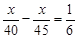 x/40 − x/45 = 1/6